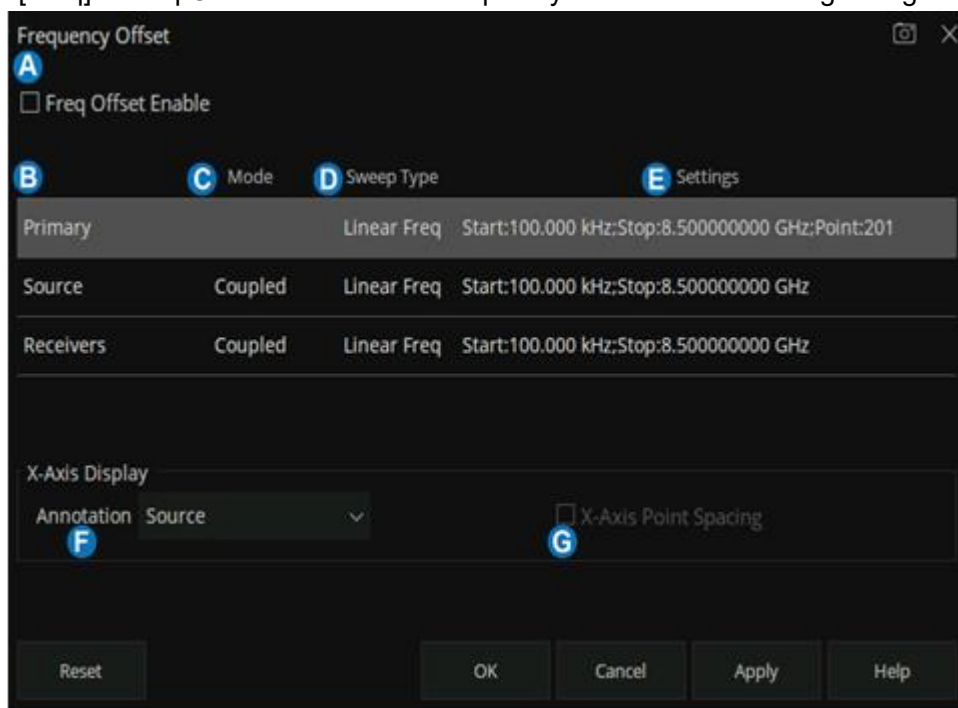 Frequency Offset
A
Freq Offset Enable
B C Mode D Sweep Type E Settings
Primary Linear Freq Start:100.000 kHz;Stop:8.500000000 GHz;Point:201
Source Coupled Linear Freq Start:100.000 kHz;Stop:8.500000000 GHz
Receivers Coupled Linear Freq Start:100.000 kHz;Stop:8.500000000 GHz
X-Axis Display
Annotation Source X-Axis Point Spacing
F G
Reset OK Cancel Apply Help